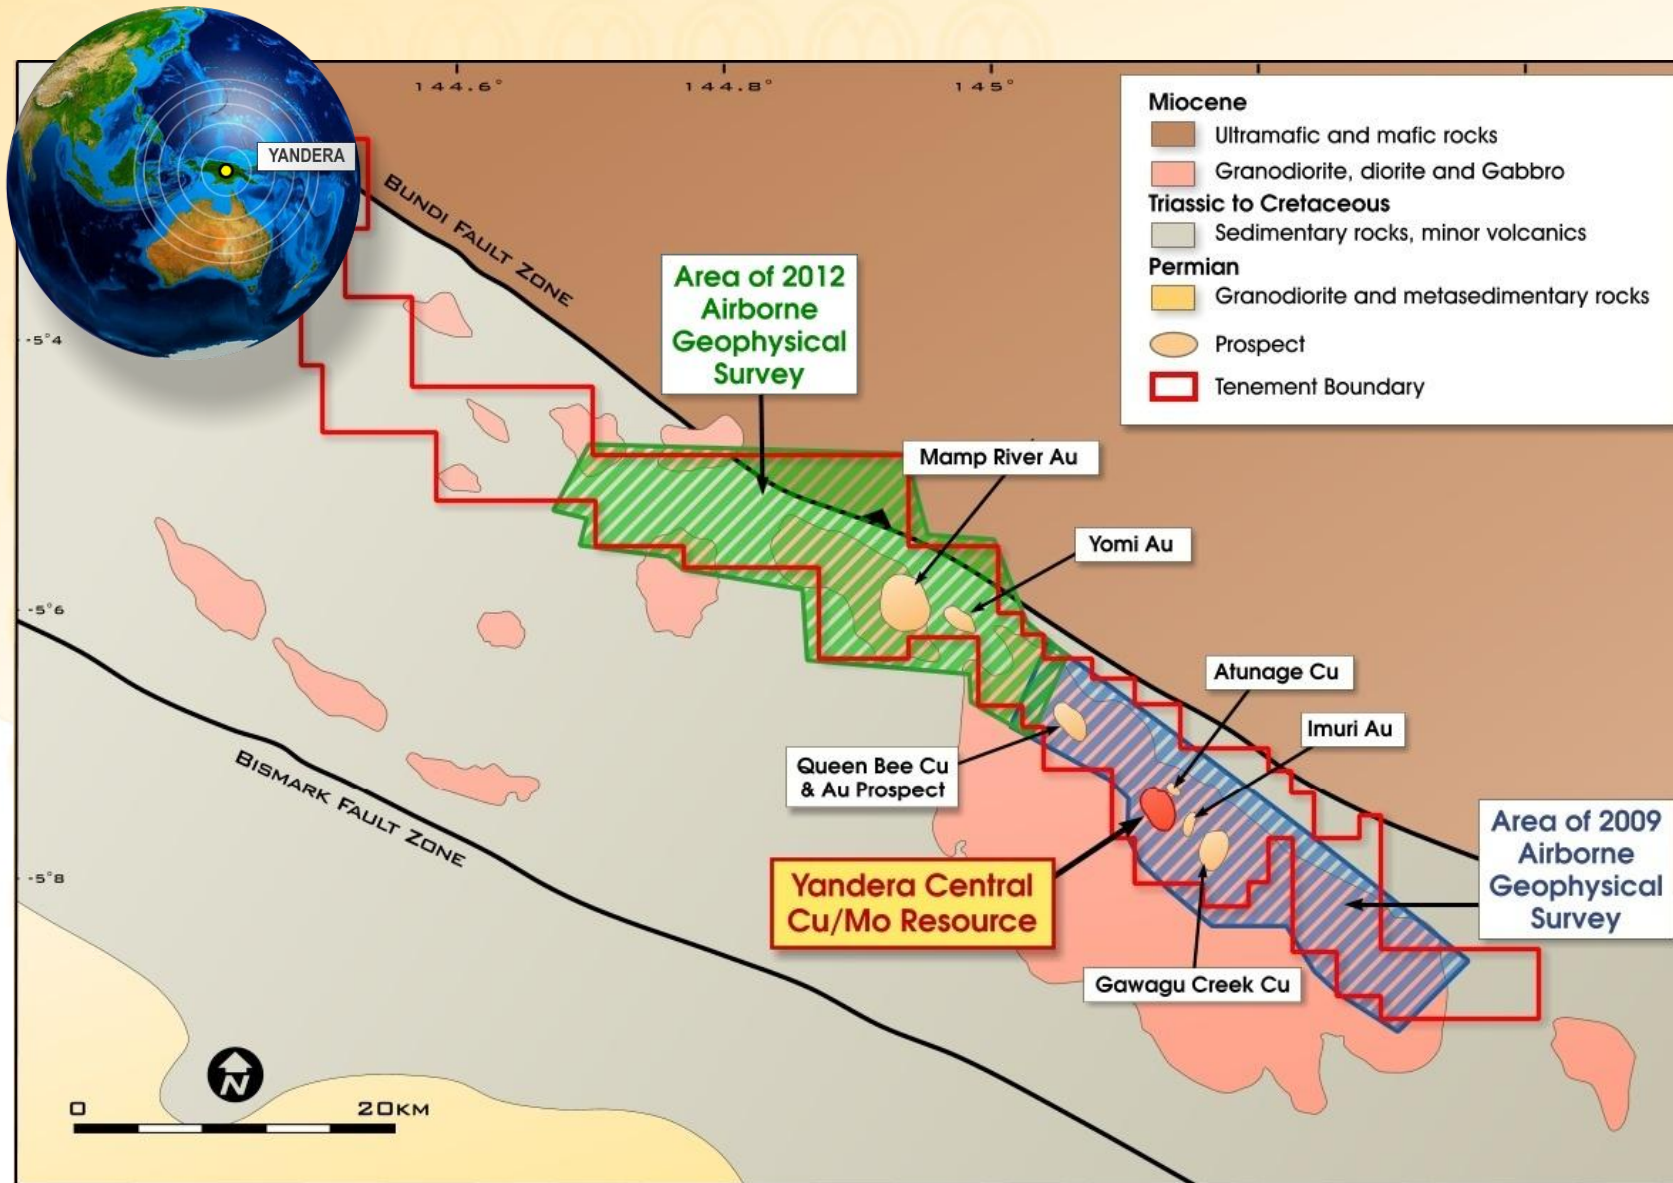 YANDERA
144.6°
144.8°
145°
Miocene
Ultramafic and mafic rocks
Granodiorite, diorite and Gabbro
Triassic to Cretaceous
Sedimentary rocks, minor volcanics
Permian
Granodiorite and metasedimentary rocks
Prospect
Tenement Boundary
BUNDI FAULT ZONE
Area of 2012
Airborne
Geophysical
Survey
-5°4
Mamp River Au
Yomi Au
-5°6
Atunage Cu
Imuri Au
Queen Bee Cu
& Au Prospect
BISMARK FAULT ZONE
Area of 2009
Airborne
Geophysical
Survey
-5°8
Yandera Central
Cu/Mo Resource
Gawagu Creek Cu
N
0
20KM